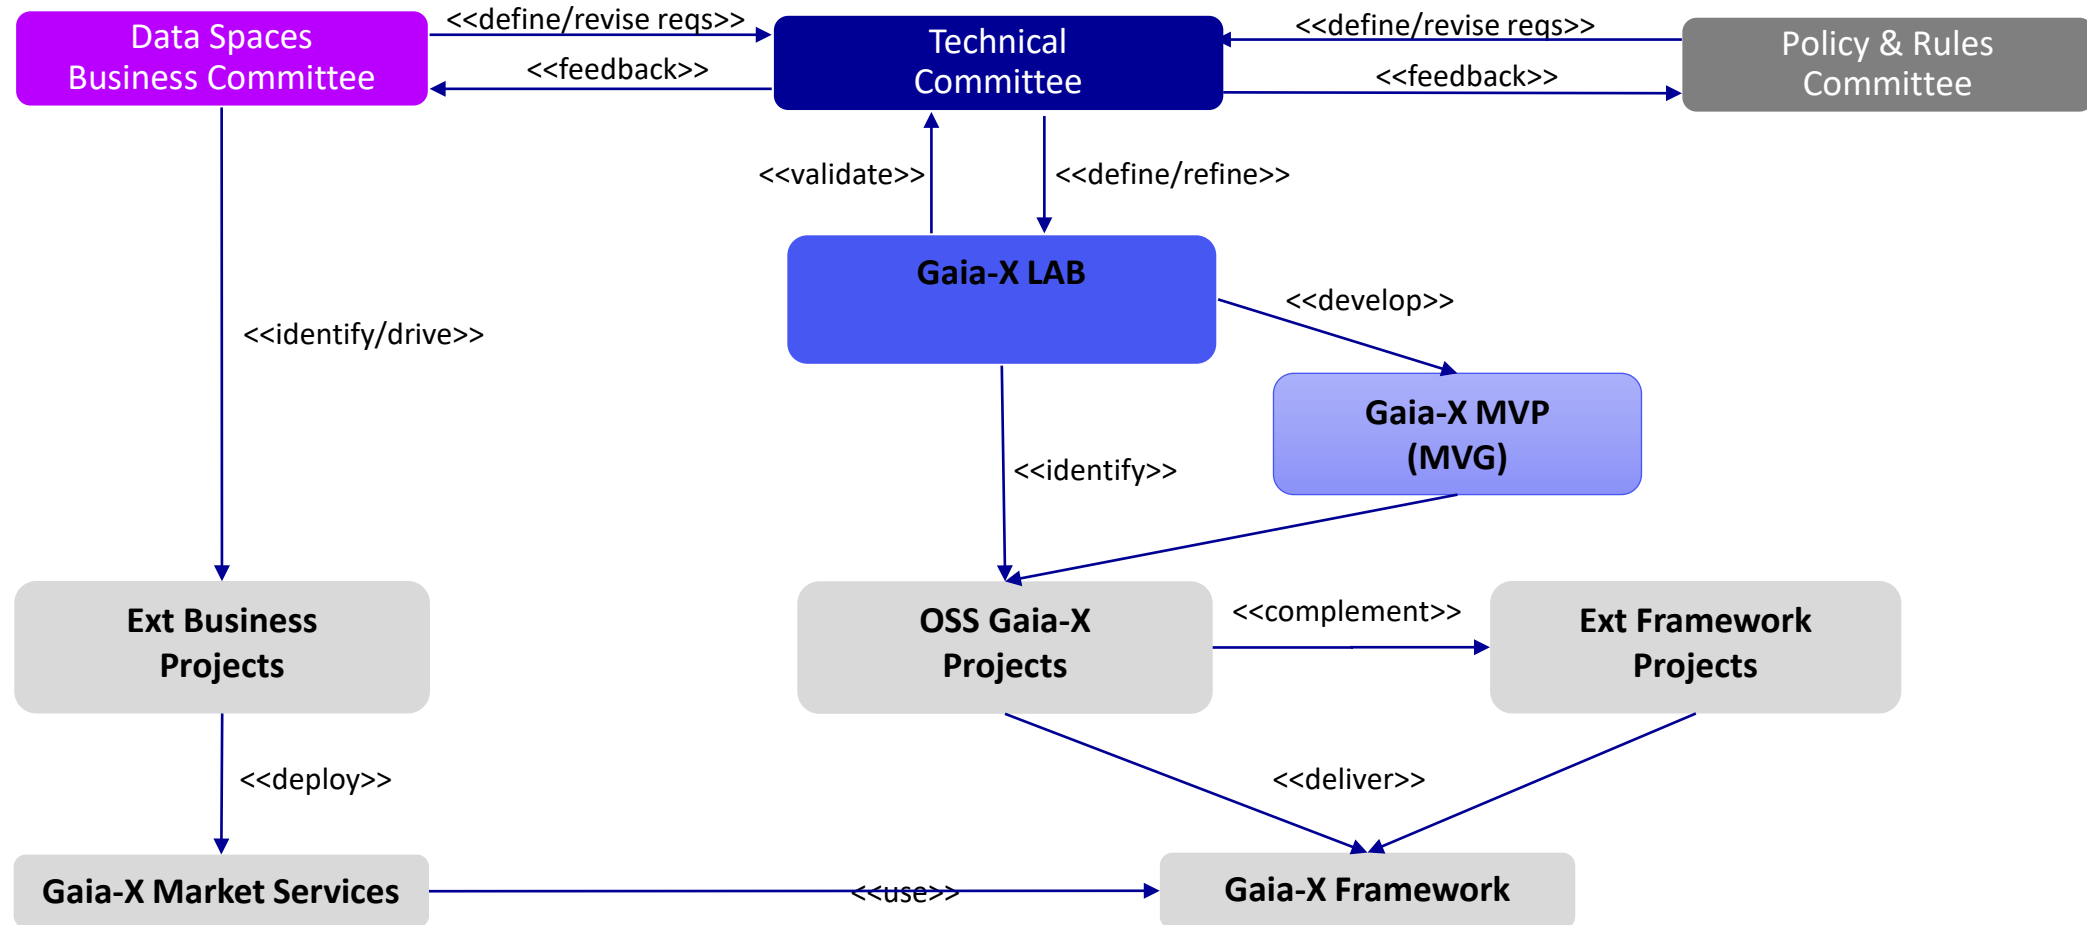 Data Spaces
Business Committee
<<define/revise reqs>>
<<feedback>>
Technical
Committee
<<define/revise reqs>>
<<feedback>>
Policy & Rules
Committee
<<validate>>
<<define/refine>>
Gaia-X LAB
<<develop>>
<<identify/drive>>
Gaia-X MVP
(MVG)
<<identify>>
Ext Business
Projects
OSS Gaia-X
Projects
<<complement>>
Ext Framework
Projects
<<deploy>>
<<deliver>>
Gaia-X Market Services
<<use>>
Gaia-X Framework